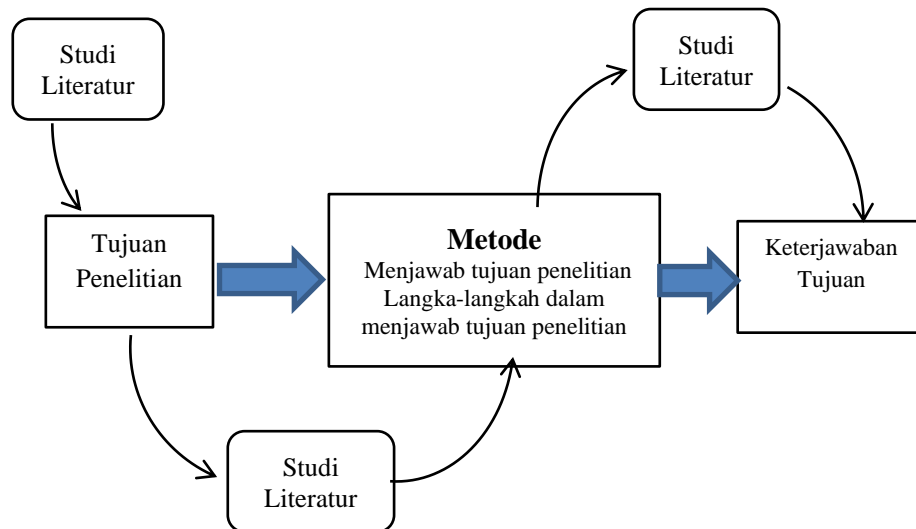 Studi
Literatur
Studi
Literatur
Tujuan
Penelitian
Metode
Menjawab tujuan penelitian
Langka-langkah dalam
menjawab tujuan penelitian
Keterjawaban
Tujuan
Studi
Literatur